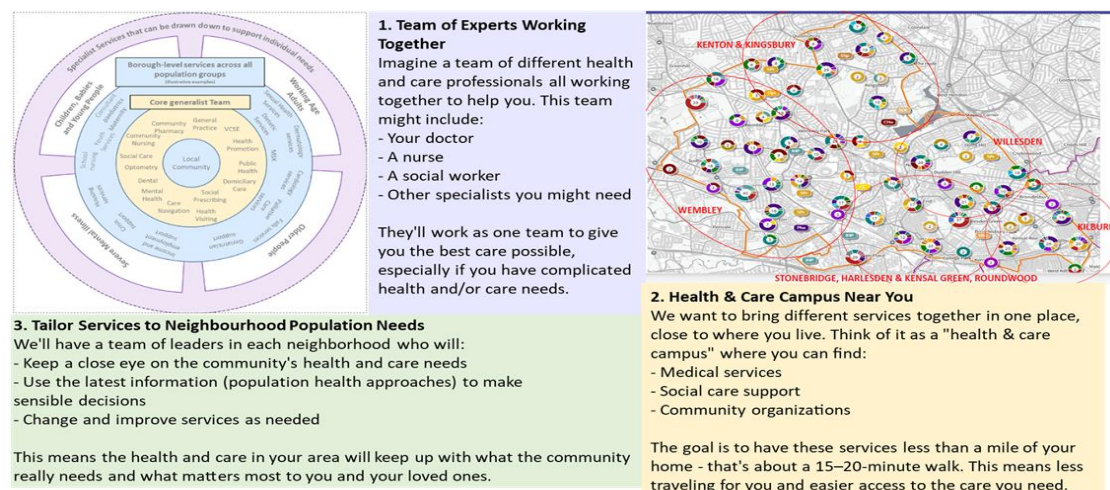 Specialist Services that can be drawn down to support individual needs
Children, Babies
and Young People
Working Age
Adults
Severe Mental Illness
Older People
Borough-level services across all
population groups
(illustrative examples)
Core generalist Team
Community
Pharmacy
General
Practice
VCSE
Community
Nursing
Health
Promotion
Social Care
Optometry
Public
Health
Local
Community
Dental
Domiciliary
Care
Mental
Health
Social
Prescribing
Care
Navigation
Health
Visiting
1. Team of Experts Working
Together
Imagine a team of different health
and care professionals all working
together to help you. This team
might include:
- Your doctor
- A nurse
- A social worker
- Other specialists you might need
They'll work as one team to give
you the best care possible,
especially if you have complicated
health and/or care needs.
KENTON & KINGSBURY
WILLESDEN
WEMBLEY
KILBUR
STONEBRIDGE, HARLESDEN & KENSAL GREEN, ROUNDWOOD
2. Health & Care Campus Near You
We want to bring different services together in one place,
close to where you live. Think of it as a "health & care
campus" where you can find:
- Medical services
- Social care support
- Community organizations
The goal is to have these services less than a mile of your
home - that's about a 15–20-minute walk. This means less
traveling for you and easier access to the care you need.
3. Tailor Services to Neighbourhood Population Needs
We'll have a team of leaders in each neighborhood who will:
- Keep a close eye on the community's health and care needs
- Use the latest information (population health approaches) to make
sensible decisions
- Change and improve services as needed
This means the health and care in your area will keep up with what the community
really needs and what matters most to you and your loved ones.